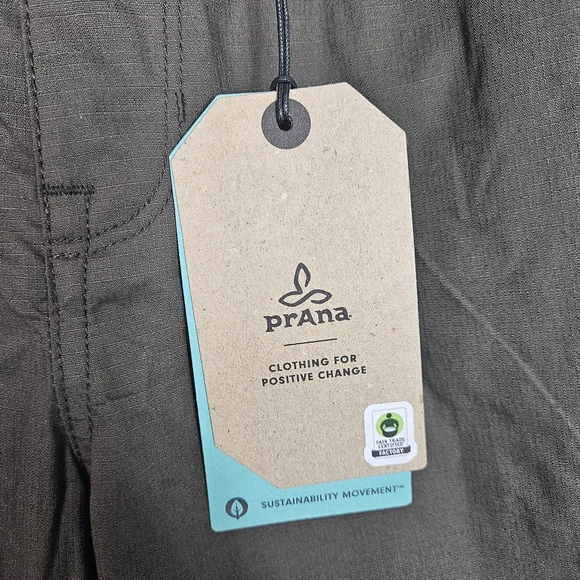 prAna
CLOTHING FOR
POSITIVE CHANGE
FAIR TRADE
CERTIFIED
FACTORY
SUSTAINABILITY MOVEMENT™